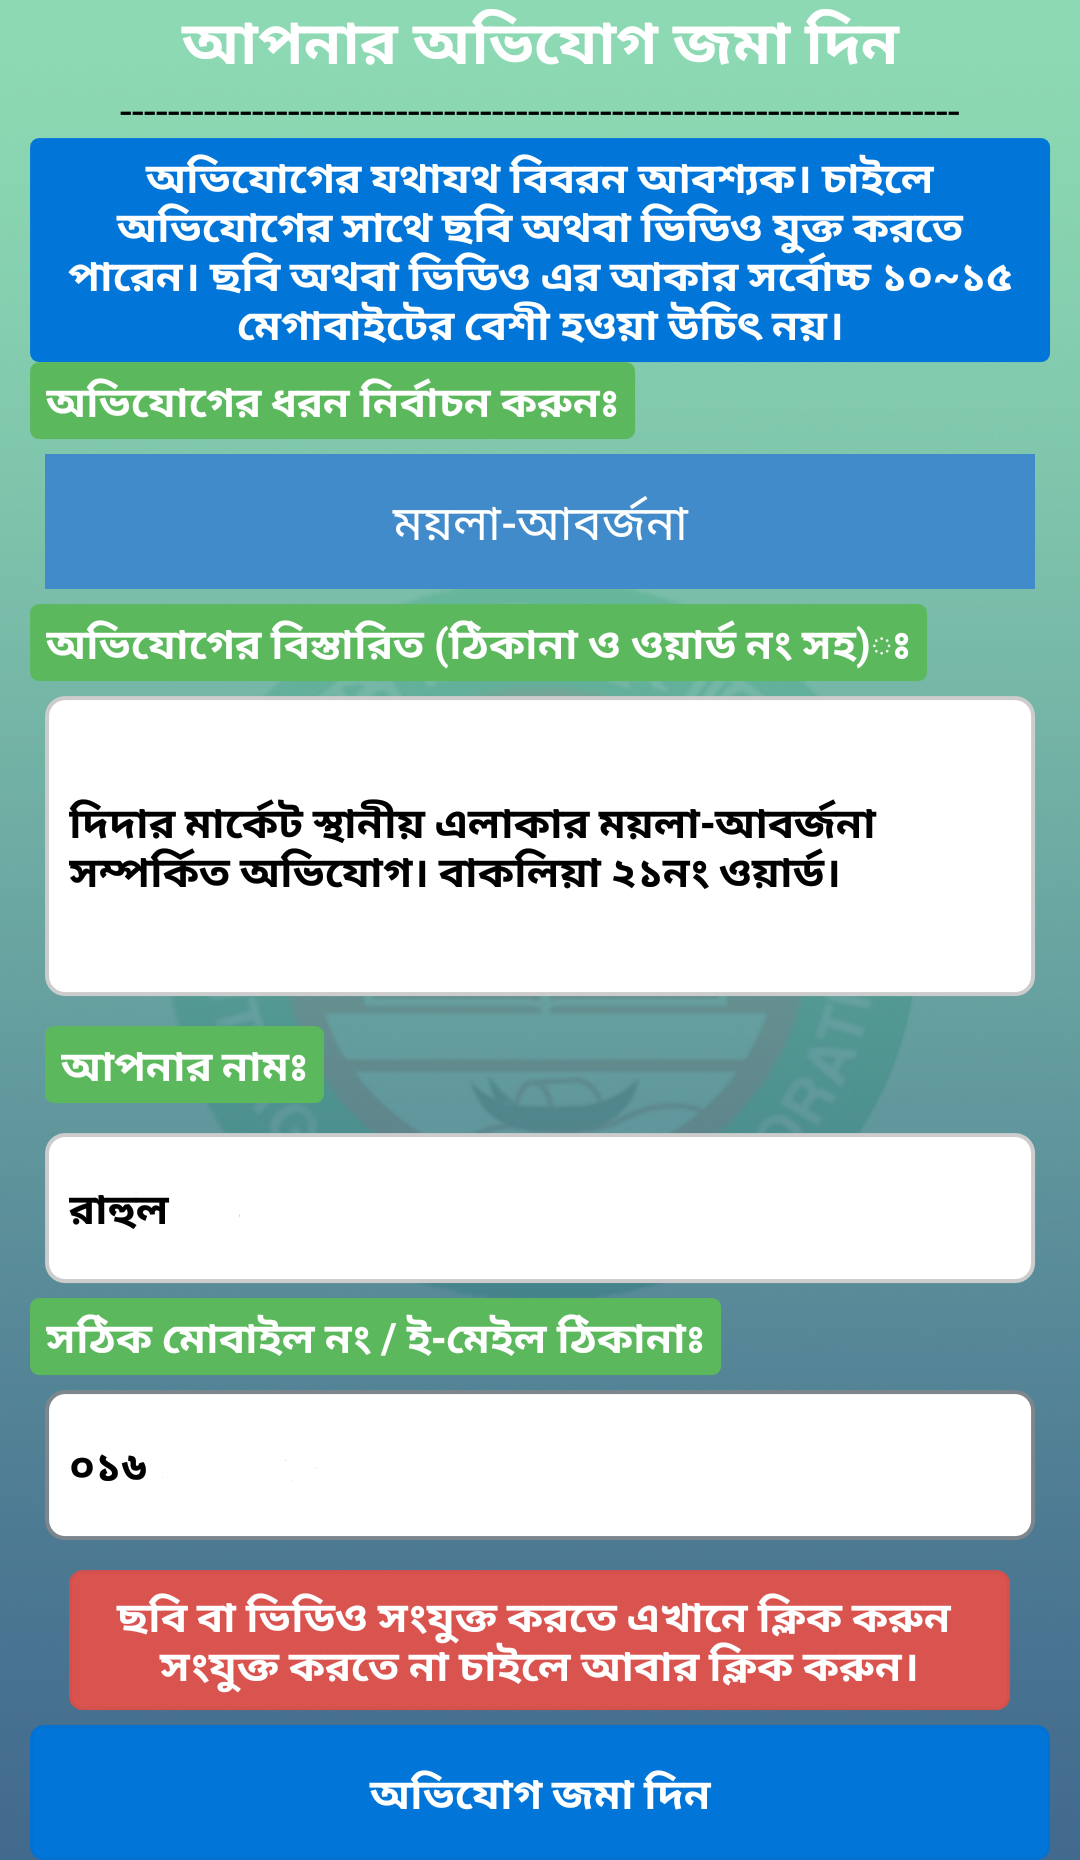 আপনার অভিযোগ জমা দিন
----------------------------------------------------------------------
অভিযোগের যথাযথ বিবরন আবশ্যক। চাইলে
অভিযোগের সাথে ছবি অথবা ভিডিও যুক্ত করতে
পারেন। ছবি অথবা ভিডিও এর আকার সর্বোচ্চ ১০~১৫
মেগাবাইটের বেশী হওয়া উচিৎ নয়।
অভিযোগের ধরন নির্বাচন করুনঃ
ময়লা-আবর্জনা
অভিযোগের বিস্তারিত (ঠিকানা ও ওয়ার্ড নং সহ)ঃ
দিদার মার্কেট স্থানীয় এলাকার ময়লা-আবর্জনা
সম্পর্কিত অভিযোগ। বাকলিয়া ২১নং ওয়ার্ড।
আপনার নামঃ
রাহুল
সঠিক মোবাইল নং / ই-মেইল ঠিকানাঃ
০১৬
ছবি বা ভিডিও সংযুক্ত করতে এখানে ক্লিক করুন
সংযুক্ত করতে না চাইলে আবার ক্লিক করুন।
অভিযোগ জমা দিন